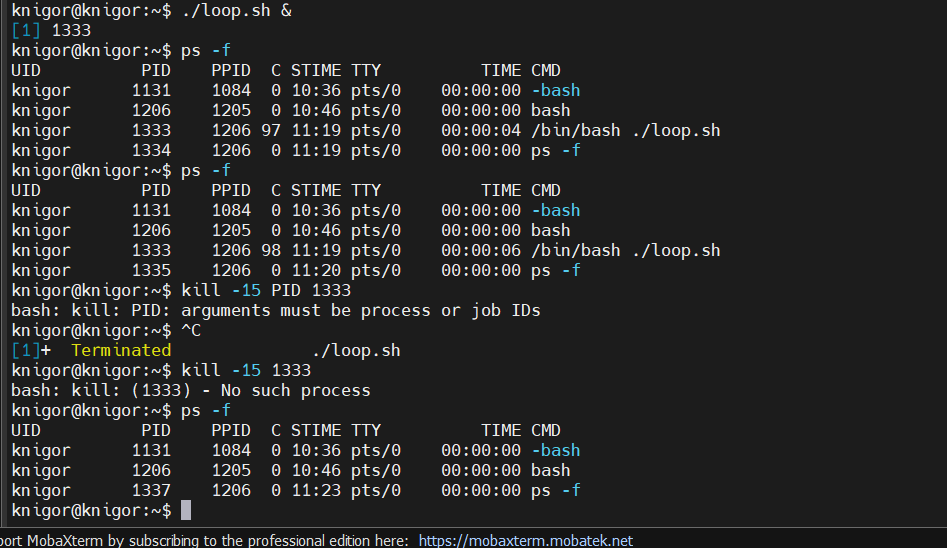 knigor@knigor:~$ ./loop.sh &
[1] 1333
knigor@knigor:~$ ps -f
UID          PID    PPID  C STIME TTY          TIME CMD
knigor      1131    1084  0 10:36 pts/0    00:00:00 -bash
knigor      1206    1205  0 10:46 pts/0    00:00:00 bash
knigor      1333    1206 97 11:19 pts/0    00:00:04 /bin/bash ./loop.sh
knigor      1334    1206  0 11:19 pts/0    00:00:00 ps -f
knigor@knigor:~$ ps -f
UID          PID    PPID  C STIME TTY          TIME CMD
knigor      1131    1084  0 10:36 pts/0    00:00:00 -bash
knigor      1206    1205  0 10:46 pts/0    00:00:00 bash
knigor      1333    1206 98 11:19 pts/0    00:00:06 /bin/bash ./loop.sh
knigor      1335    1206  0 11:20 pts/0    00:00:00 ps -f
knigor@knigor:~$ kill -15 PID 1333
bash: kill: PID: arguments must be process or job IDs
knigor@knigor:~$ ^C
[1]+  Terminated              ./loop.sh
knigor@knigor:~$ kill -15 1333
bash: kill: (1333) - No such process
knigor@knigor:~$ ps -f
UID          PID    PPID  C STIME TTY          TIME CMD
knigor      1131    1084  0 10:36 pts/0    00:00:00 -bash
knigor      1206    1205  0 10:46 pts/0    00:00:00 bash
knigor      1337    1206  0 11:23 pts/0    00:00:00 ps -f
knigor@knigor:~$
port MobaXterm by subscribing to the professional edition here: https://mobaxterm.mobatek.net